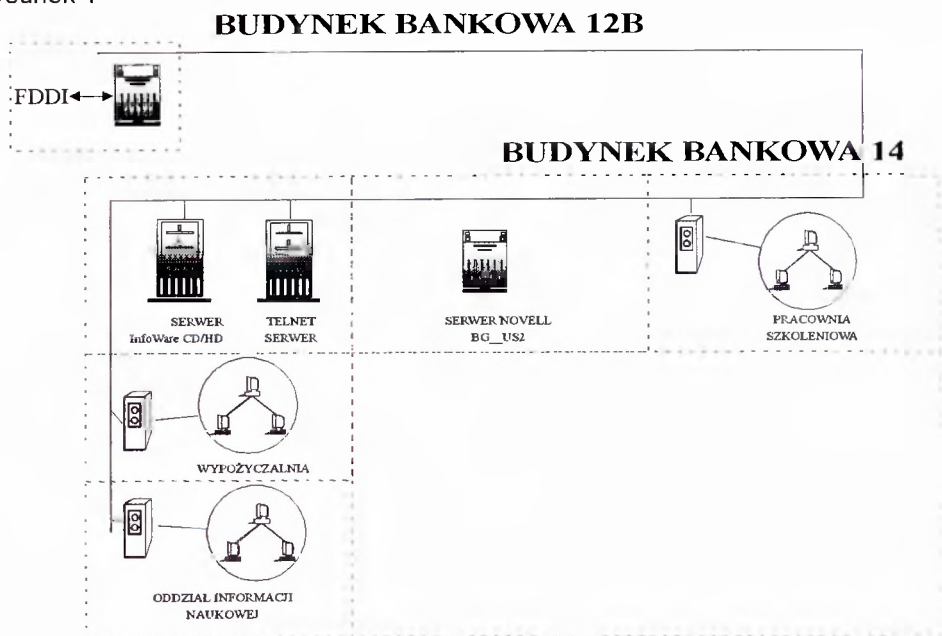 BUDYNEK BANKOWA 12B
FDDI
BUDYNEK BANKOWA 14
SERWER
InfoWare CD/HD
TELNET
SERWER
SERWER NOVELL
BG__US2
PRACOWNIA
SZKOLENIOWA
WYPOŻYCZALNIA
ODDZIAŁ INFORMACJI
NAUKOWEJ